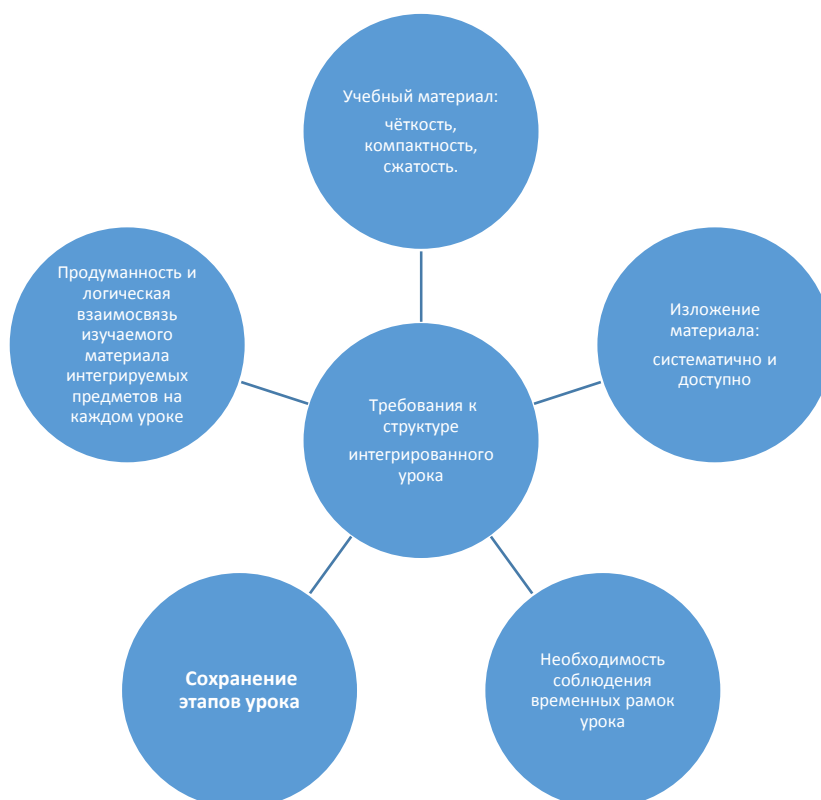 Учебный материал:
чёткость,
компактность,
сжатость.
Продуманность и
логическая
взаимосвязь
изучаемого
материала
интегрируемых
предметов на
каждом уроке
Изложение
материала:
систематично и
доступно
Требования к
структуре
интегрированного
урока
Сохранение
этапов урока
Необходимость
соблюдения
временных рамок
урока